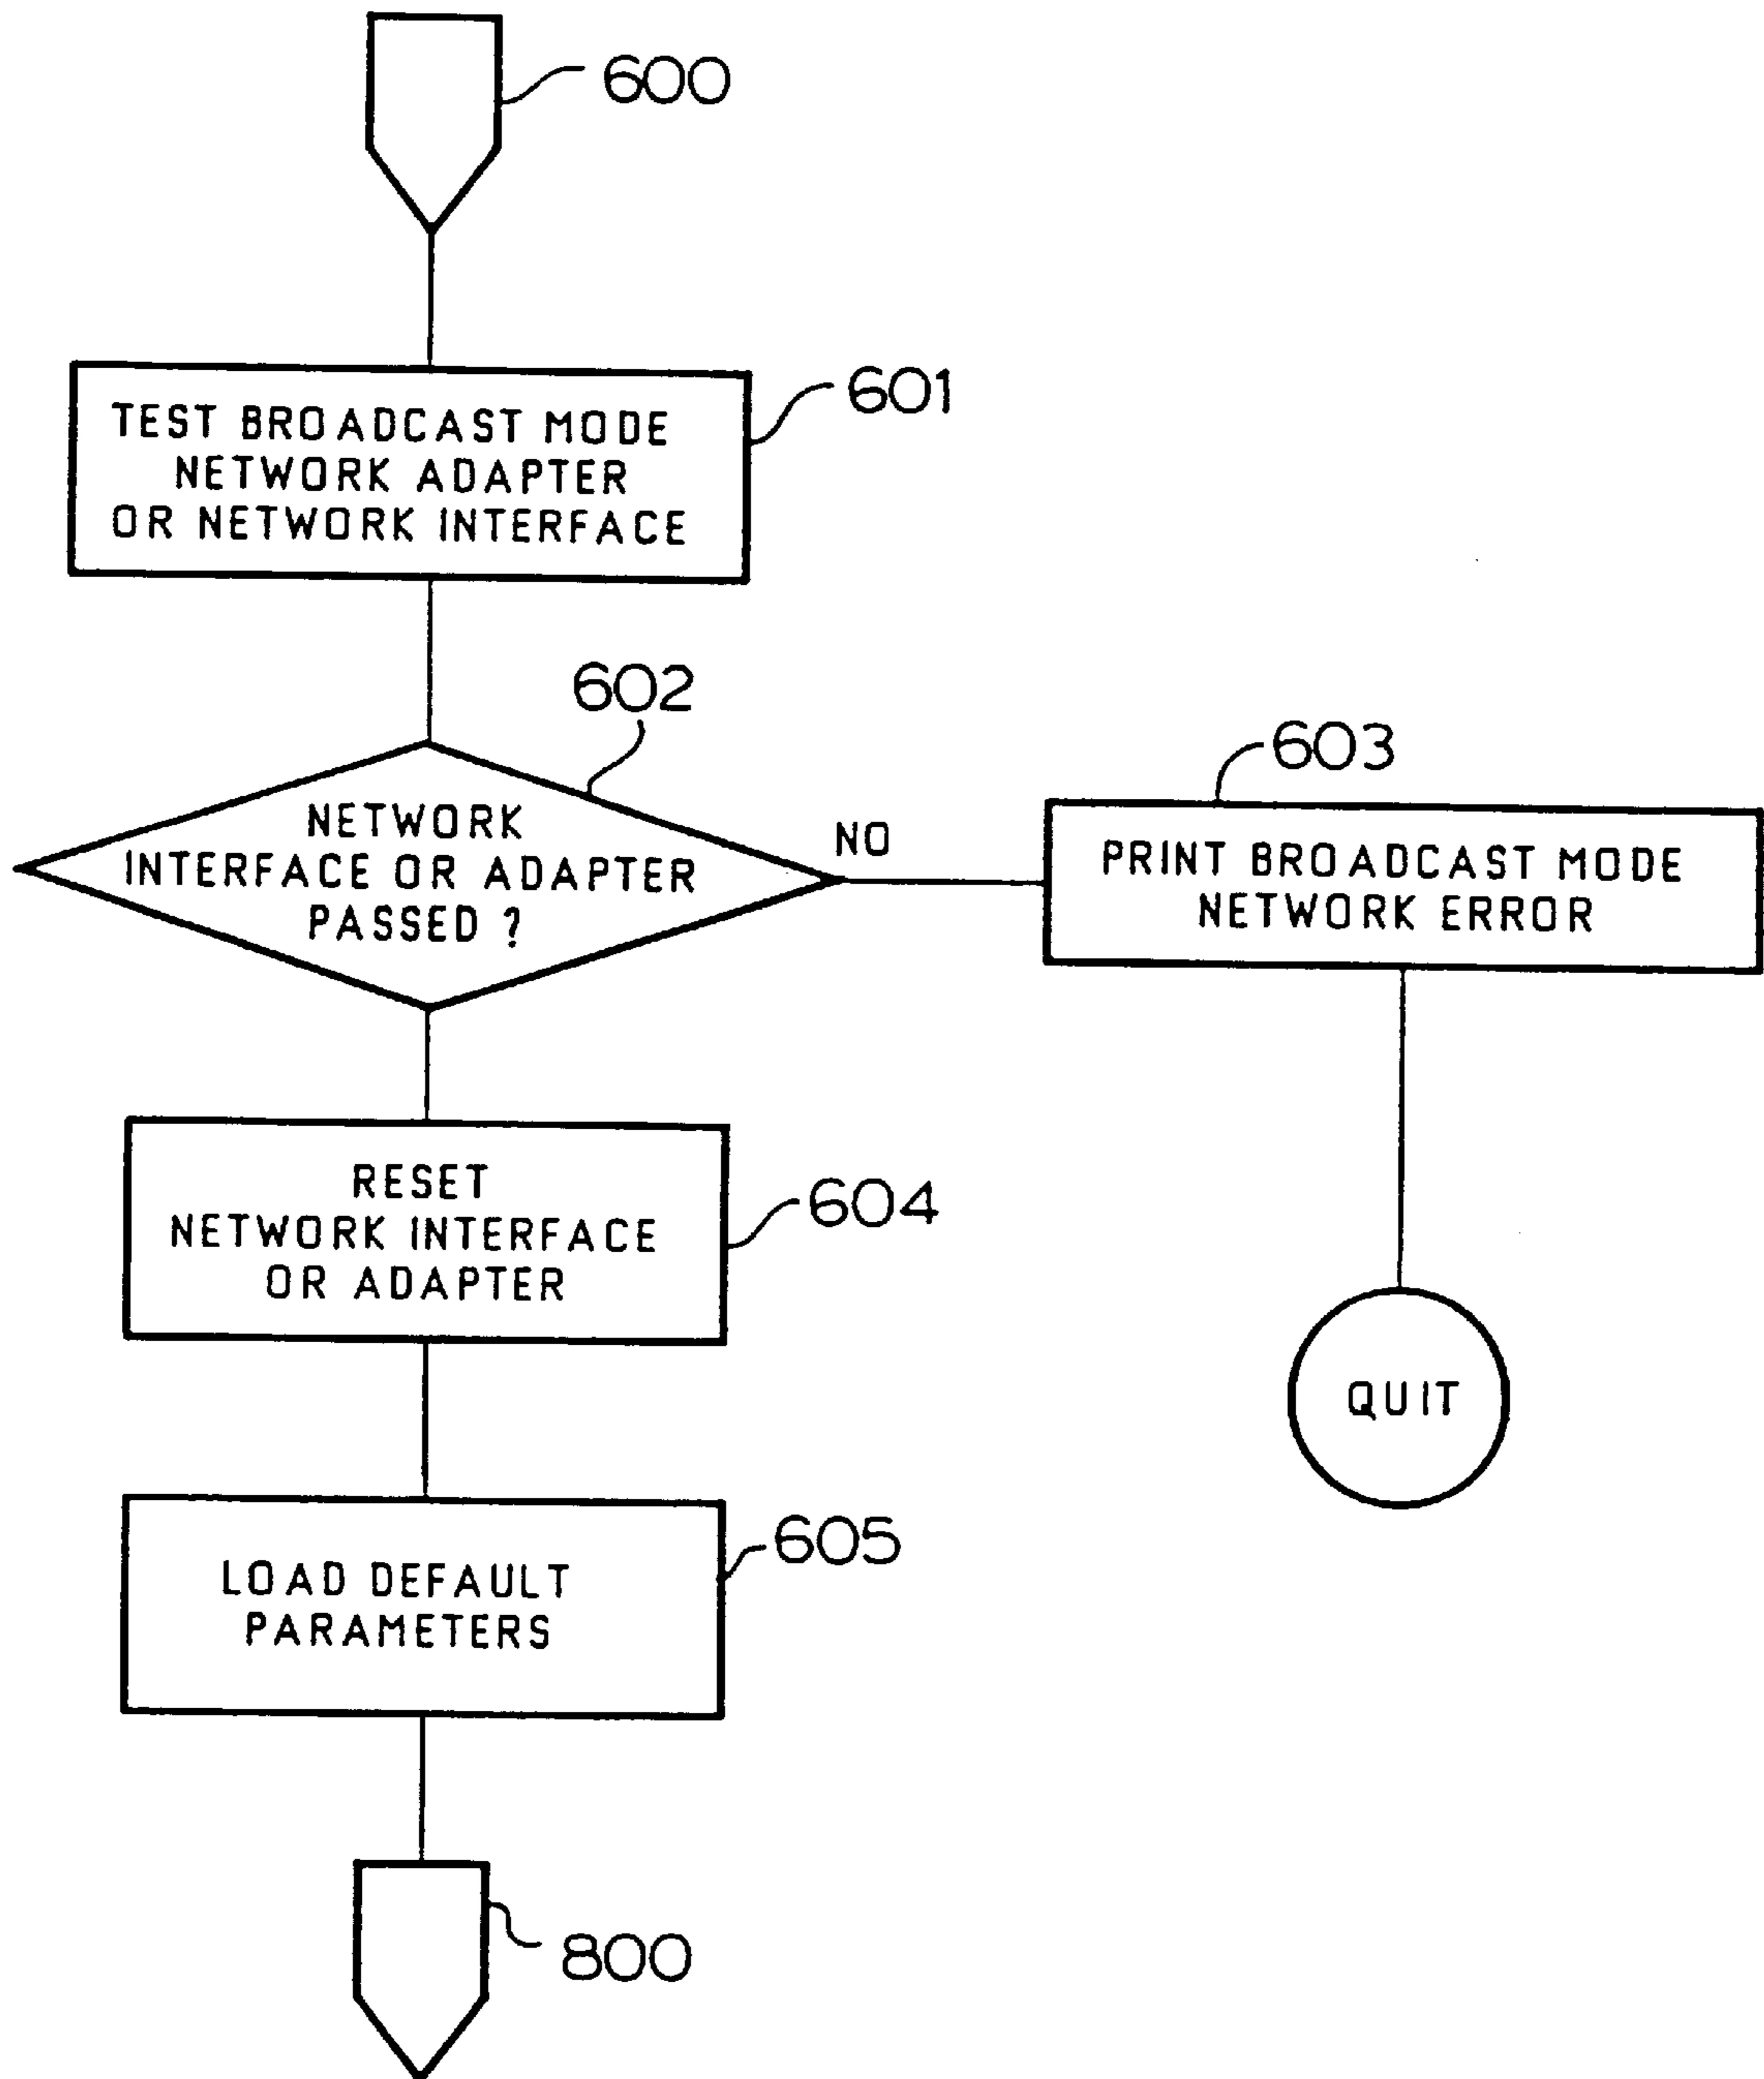 600
601
TEST BROADCAST MODE
NETWORK ADAPTER
OR NETWORK INTERFACE
602
603
NETWORK
INTERFACE OR ADAPTER
PASSED ?
NO
PRINT BROADCAST MODE
NETWORK ERROR
604
RESET
NETWORK INTERFACE
OR ADAPTER
QUIT
605
LOAD DEFAULT
PARAMETERS
800